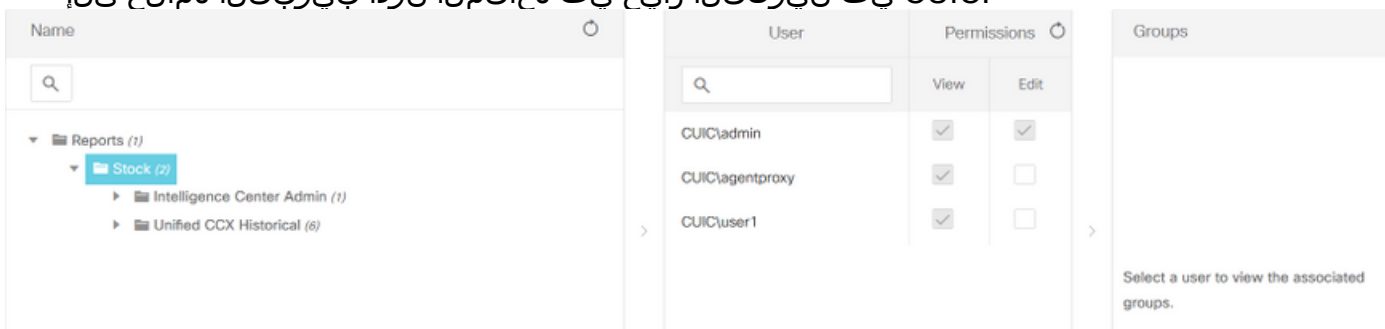 Name
User
Permissions
Groups
View
Edit
Reports (1)
Stock (2)
Intelligence Center Admin (1)
Unified CCX Historical (6)
CUIC\admin
CUIC\agentproxy
CUIC\user1
Select a user to view the associated
groups.